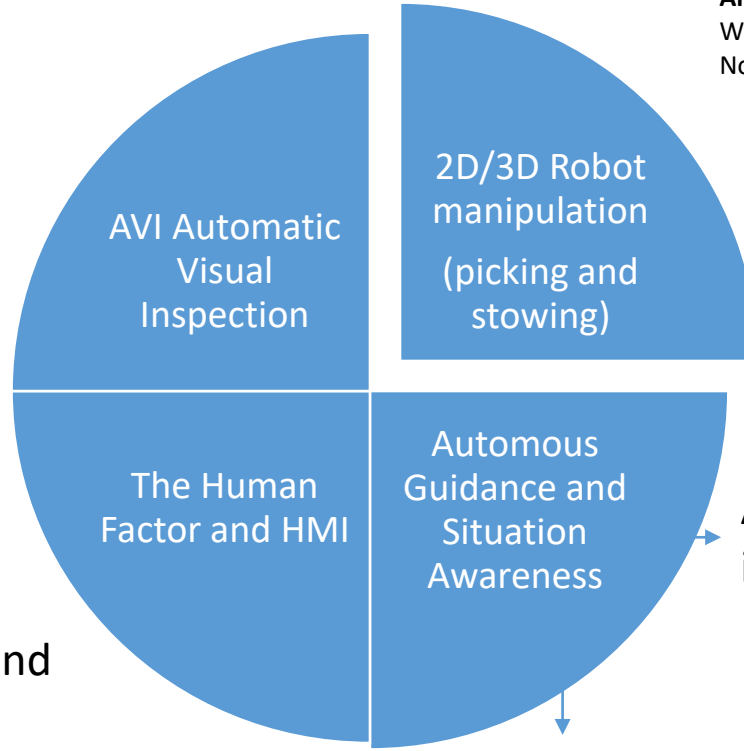 AVI Automatic
Visual
Inspection
2D/3D Robot
manipulation
(picking and
stowing)
The Human
Factor and HMI
Automous
Guidance and
Situation
Awareness